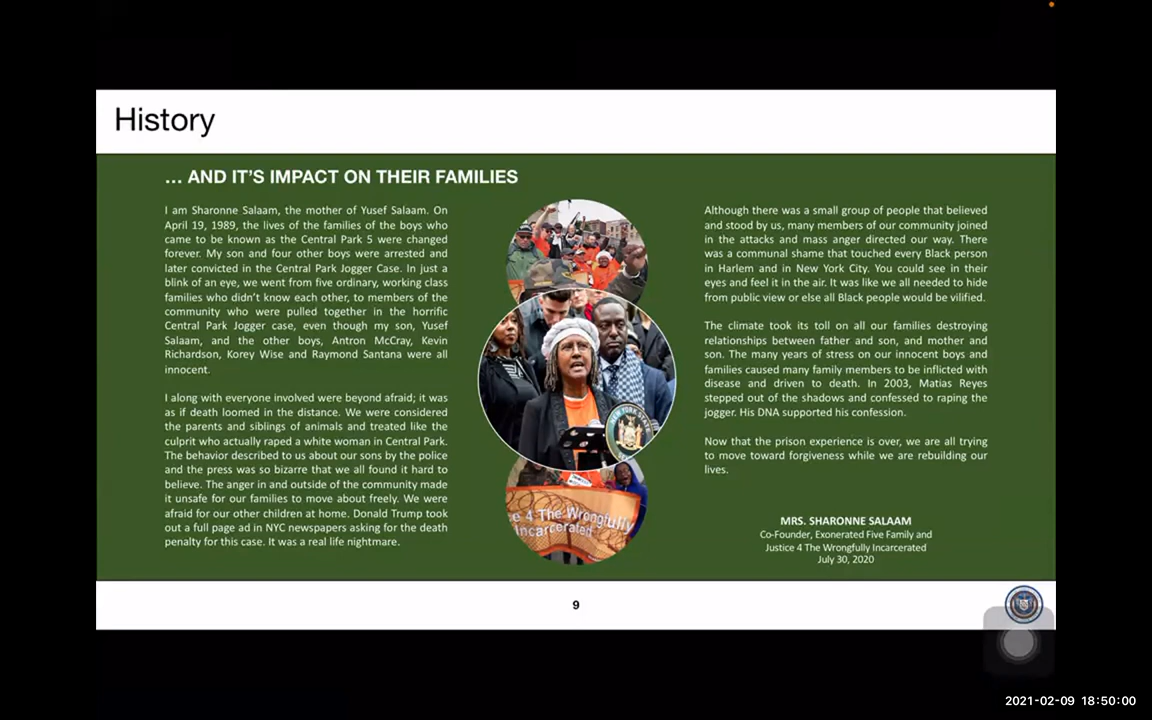 History
... AND IT'S IMPACT ON THEIR FAMILIES
I am Sharonne Salaam, the mother of Yusef Salaam. On
April 19, 1989, the lives of the families of the boys who
came to be known as the Central Park 5 were changed
forever. My son and four other boys were arrested and
later convicted in the Central Park Jogger Case. In just a
blink of an eye, we went from five ordinary, working class
families who didn't know each other, to members of the
community who were pulled together in the horrific
Central Park Jogger case, even though my son, Yusef
Salaam, and the other boys, Antron McCray, Kevin
Richardson, Korey Wise and Raymond Santana were all
innocent.
I along with everyone involved were beyond afraid; it was
as if death loomed in the distance. We were considered
the parents and siblings of animals and treated like the
culprit who actually raped a white woman in Central Park.
The behavior described to us about our sons by the police
and the press was so bizarre that we all found it hard to
believe. The anger in and outside of the community made
it unsafe for our families to move about freely. We were
afraid for our other children at home. Donald Trump took
out a full page ad in NYC newspapers asking for the death
penalty for this case. It was a real life nightmare.
NEW YORK STATE
e 4 The Wrongfully
Incarcerated
Although there was a small group of people that believed
and stood by us, many members of our community joined
in the attacks and mass anger directed our way. There
was a communal shame that touched every Black person
in Harlem and in New York City. You could see in their
eyes and feel it in the air. It was like we all needed to hide
from public view or else all Black people would be vilified.
The climate took its toll on all our families destroying
relationships between father and son, and mother and
son. The many years of stress on our innocent boys and
families caused many family members to be inflicted with
disease and driven to death. In 2003, Matias Reyes
stepped out of the shadows and confessed to raping the
jogger. His DNA supported his confession.
Now that the prison experience is over, we are all trying
to move toward forgiveness while we are rebuilding our
lives.
MRS. SHARONNE SALAAM
Co-Founder, Exonerated Five Family and
Justice 4 The Wrongfully Incarcerated
July 30, 2020
9
2021-02-09 18:50:00